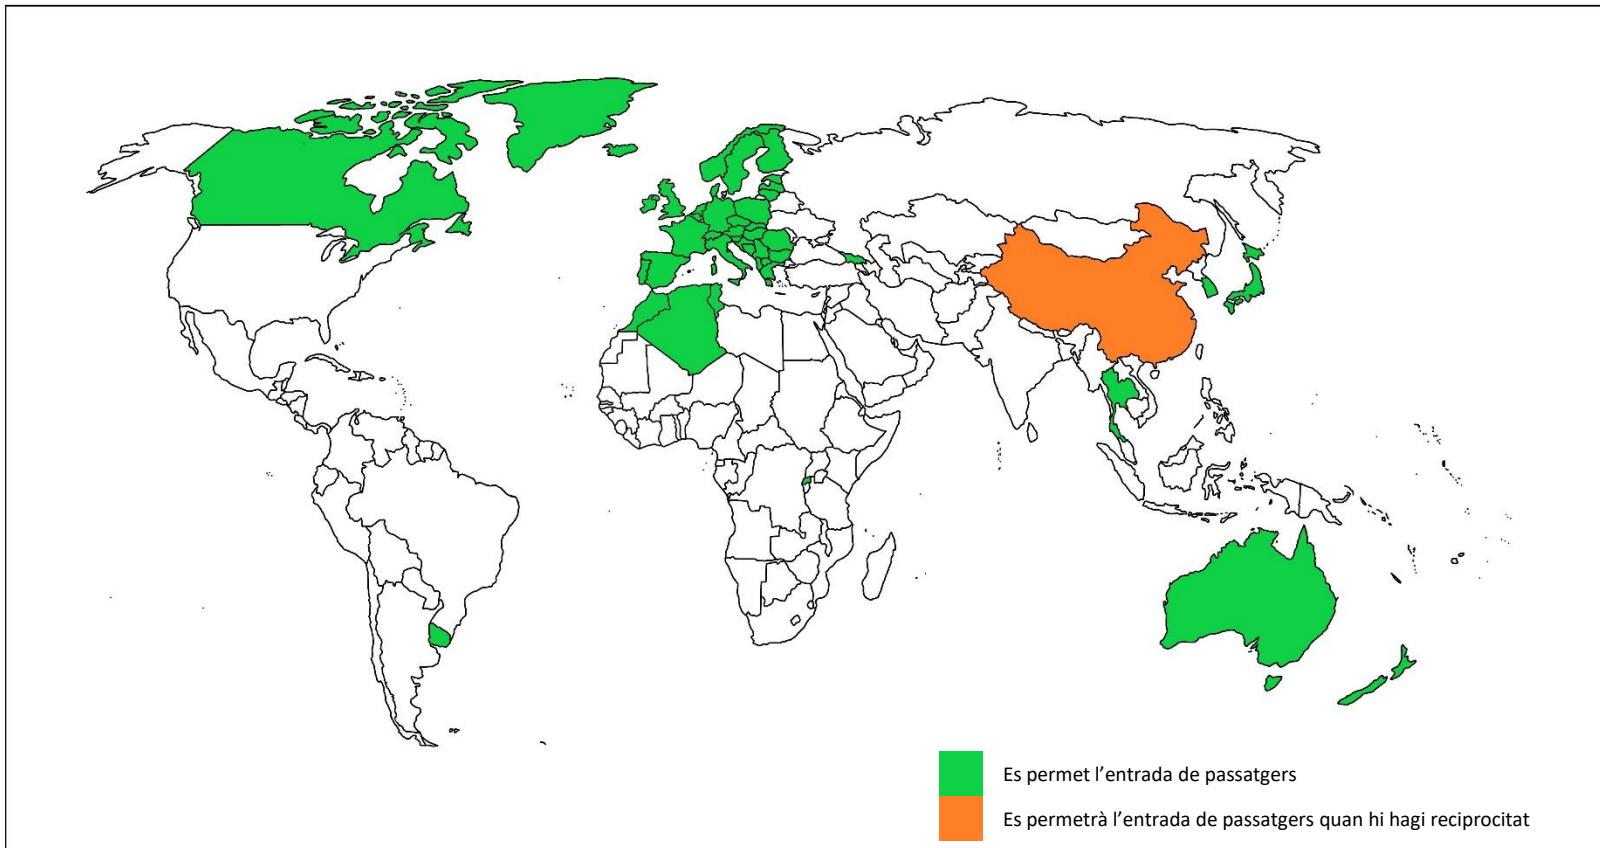 Es permet l’entrada de passatgers
Es permetrà l’entrada de passatgers quan hi hagi reciprocitat